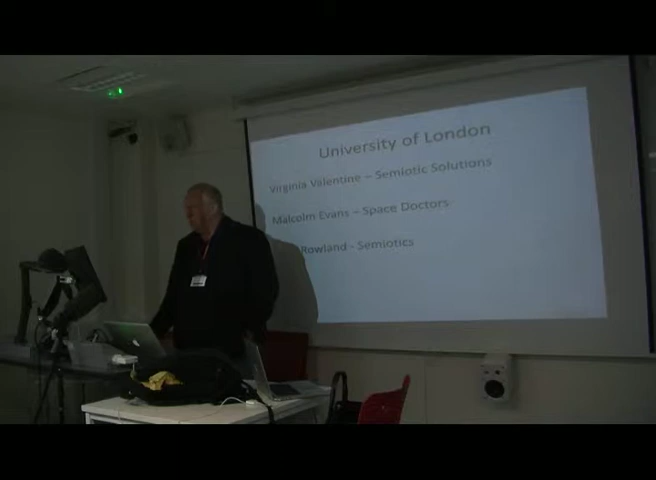 University of London
Virginia Valentine – Semiotic Solutions
Malcolm Evans – Space Doctors
Rowland - Semiotics